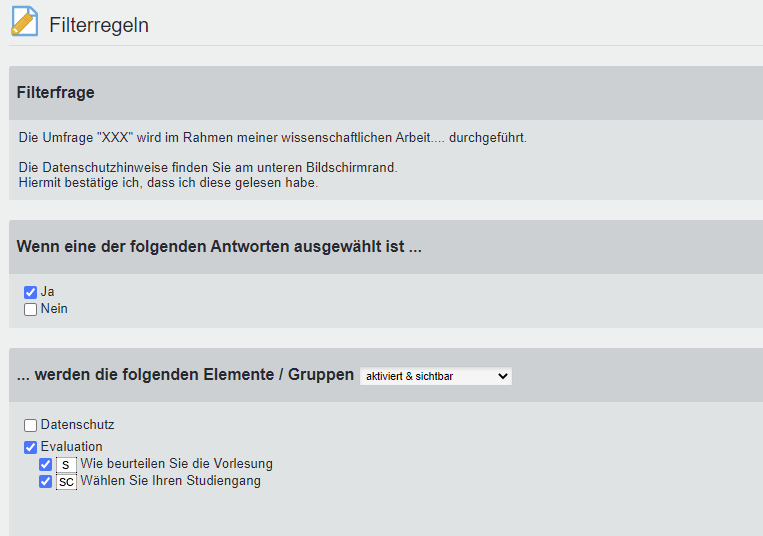 Filterregeln
Filterfrage
Die Umfrage "XXX" wird im Rahmen meiner wissenschaftlichen Arbeit.... durchgeführt.
Die Datenschutzhinweise finden Sie am unteren Bildschirmrand.
Hiermit bestätige ich, dass ich diese gelesen habe.
Wenn eine der folgenden Antworten ausgewählt ist ...
Ja
Nein
... werden die folgenden Elemente / Gruppen aktiviert & sichtbar
Datenschutz
Evaluation
S Wie beurteilen Sie die Vorlesung
SC Wählen Sie Ihren Studiengang